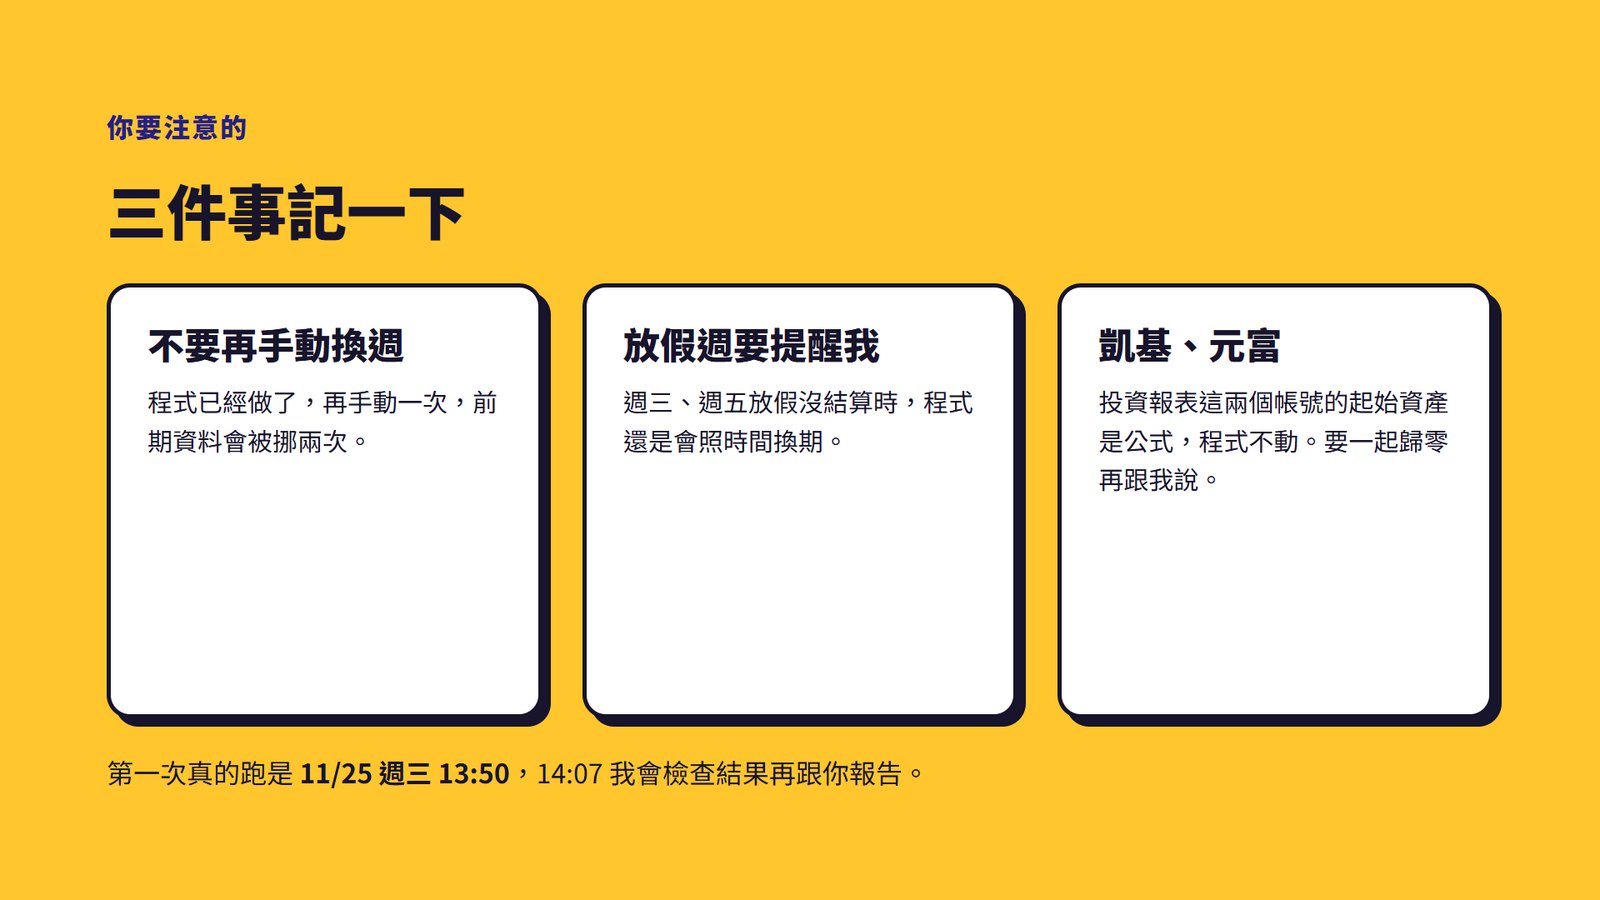 你要注意的
三件事記一下
不要再手動換週
程式已經做了，再手動一次，前
期資料會被挪兩次。
放假週要提醒我
週三、週五放假沒結算時，程式
還是會照時間換期。
凱基、元富
投資報表這兩個帳號的起始資產
是公式，程式不動。要一起歸零
再跟我說。
第一次真的跑是 11/25 週三 13:50，14:07 我會檢查結果再跟你報告。